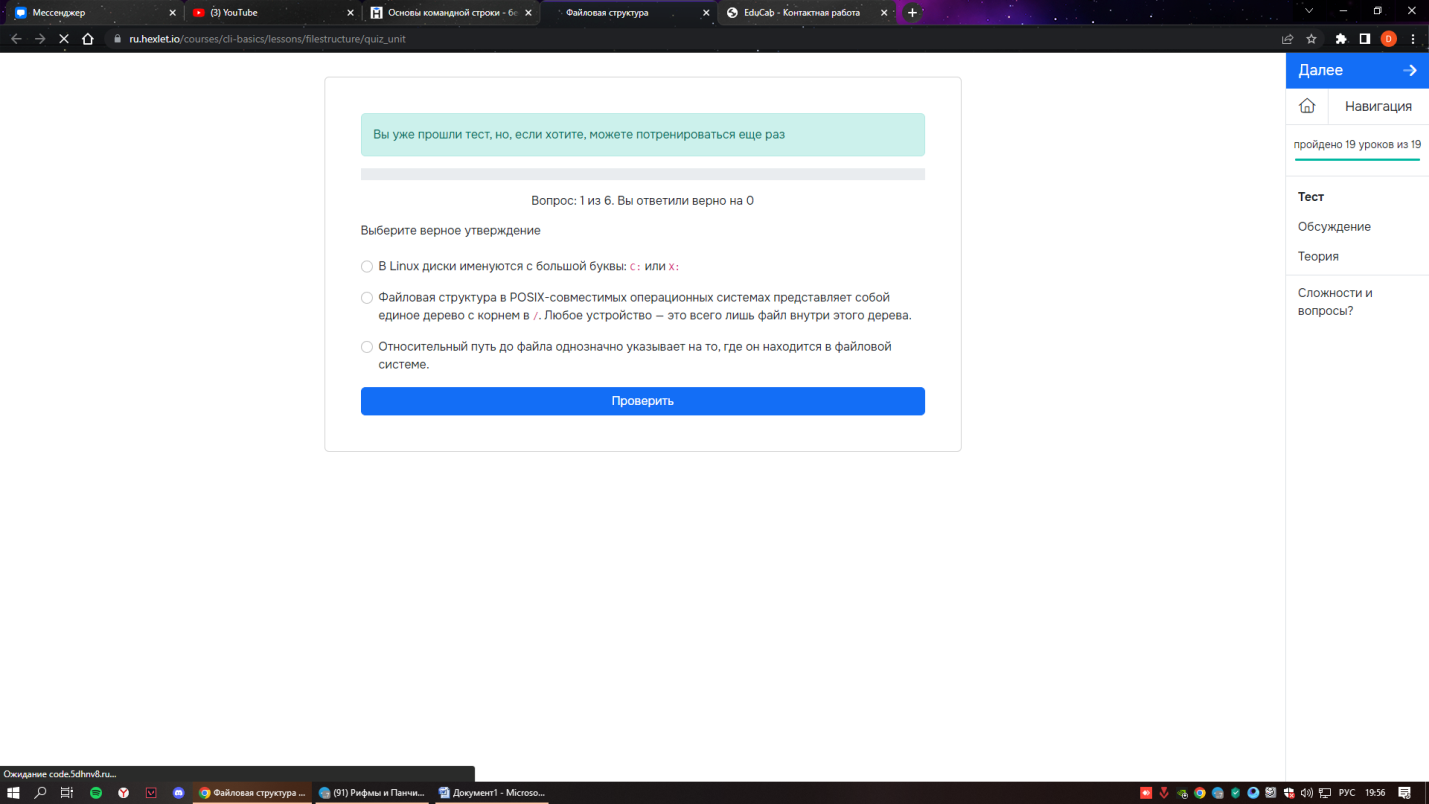 Мессенджер
(3) YouTube
Основы командной строки - бе
Файловая структура
EduCab - Контактная работа
ru.hexlet.io/courses/cli-basics/lessons/filestructure/quiz_unit
D
Далее
Навигация
пройдено 19 уроков из 19
Тест
Обсуждение
Теория
Сложности и
вопросы?
Вы уже прошли тест, но, если хотите, можете потренироваться еще раз
Вопрос: 1 из 6. Вы ответили верно на 0
Выберите верное утверждение
В Linux диски именуются с большой буквы: C: или X:
Файловая структура в POSIX-совместимых операционных системах представляет собой
единое дерево с корнем в /. Любое устройство — это всего лишь файл внутри этого дерева.
Относительный путь до файла однозначно указывает на то, где он находится в файловой
системе.
Проверить
Ожидание code.5dhnv8.ru...
Файловая структура ...
(91) Рифмы и Панчи...
Документ1 - Microso...
РУС
19:56